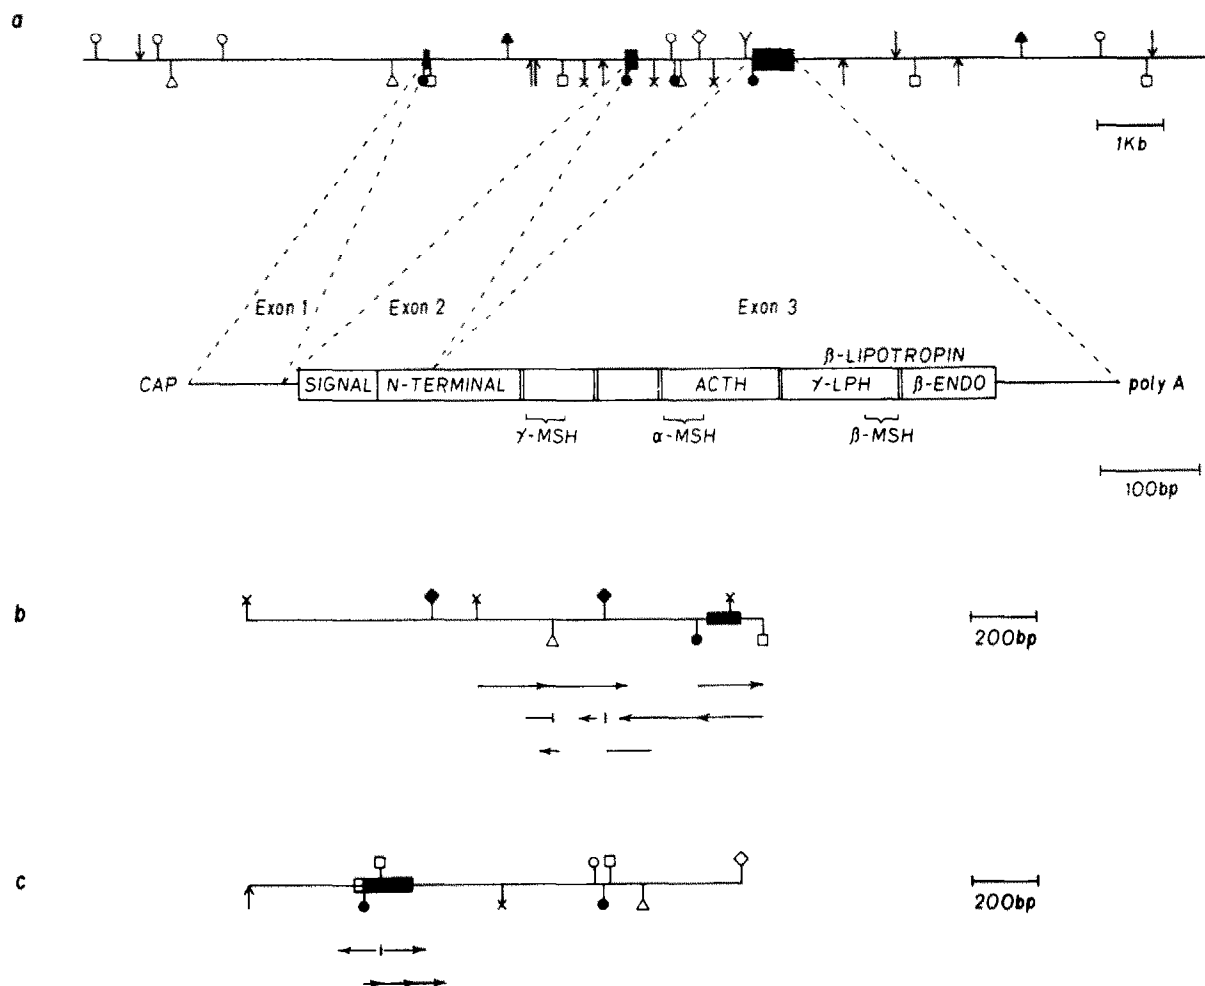 a
1Kb
Exon 1 Exon 2 Exon 3
β-LIPOTROPIN
CAP SIGNAL N-TERMINAL ACTH γ-LPH β-ENDO poly A
γ-MSH α-MSH β-MSH
100bp
b
200bp
c
200bp